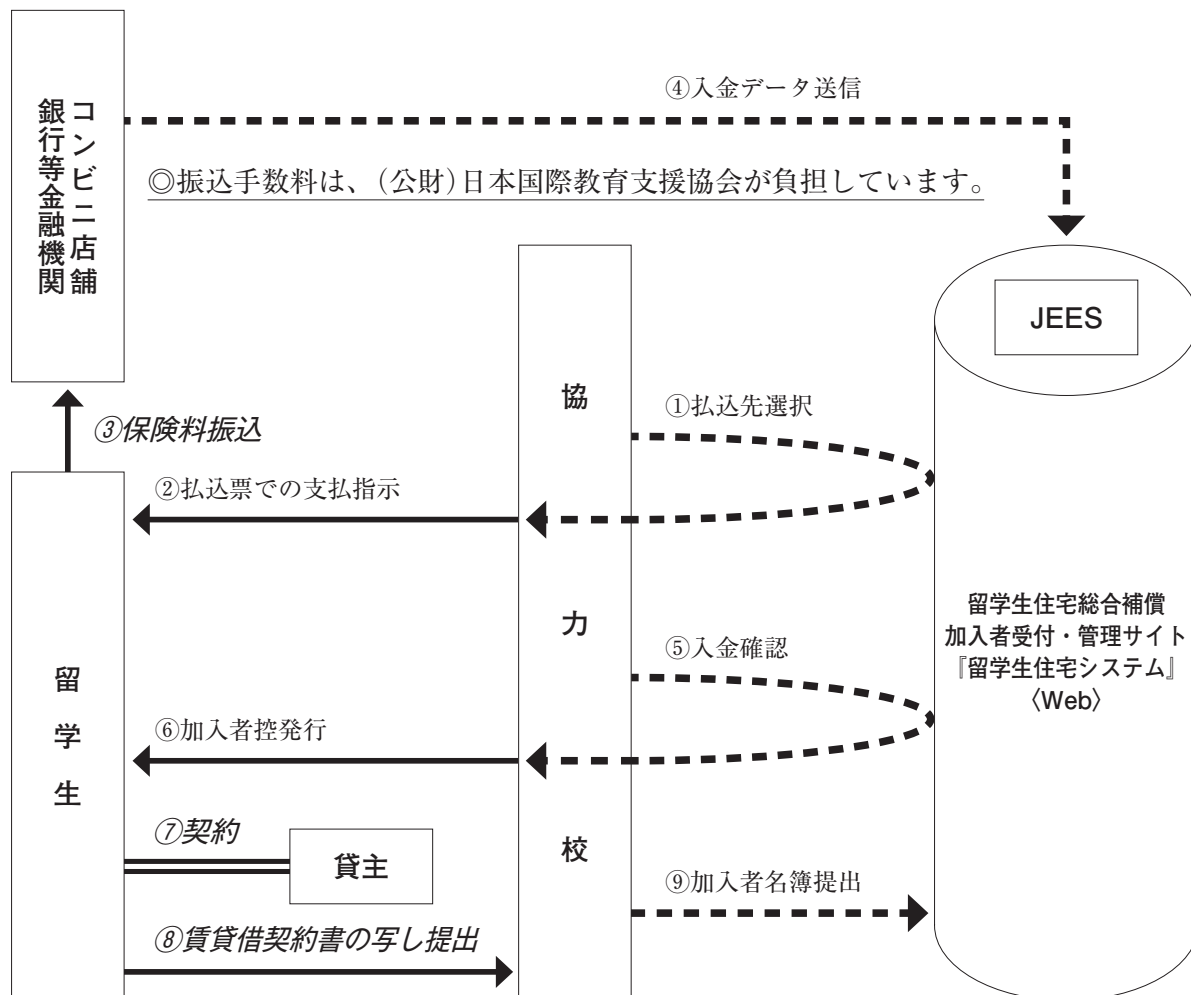 コンビニ店舗
銀行等金融機関
④入金データ送信
◎振込手数料は、(公財)日本国際教育支援協会が負担しています。
JEES
①払込先選択
③保険料振込
②払込票での支払指示
協力校
留学生住宅総合補償
加入者受付・管理サイト
『留学生住宅システム』
〈Web〉
⑤入金確認
留学生
⑥加入者控発行
⑦契約
貸主
⑨加入者名簿提出
⑧賃貸借契約書の写し提出